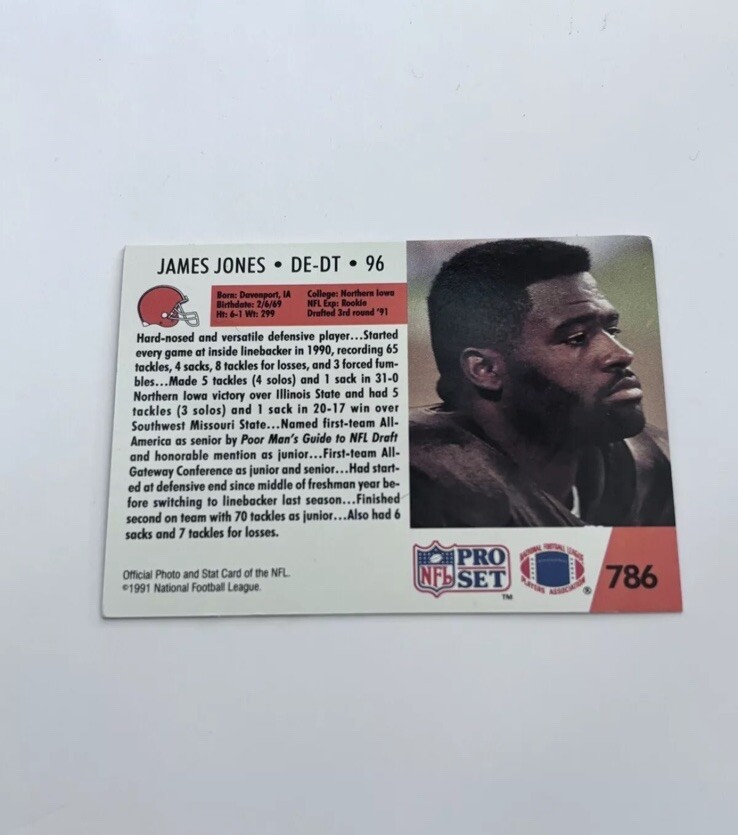 JAMES JONES • DE-DT • 96
Born: Davenport, IA
Birthdate: 2/6/69
Ht: 6-1 Wt: 299
College: Northern Iowa
NFL Exp: Rookie
Drafted 3rd round '91
Hard-nosed and versatile defensive player...Started
every game at inside linebacker in 1990, recording 65
tackles, 4 sacks, 8 tackles for losses, and 3 forced fum-
bles...Made 5 tackles (4 solos) and 1 sack in 31-0
Northern Iowa victory over Illinois State and had 5
tackles (3 solos) and 1 sack in 20-17 win over
Southwest Missouri State...Named first-team All-
America as senior by Poor Man's Guide to NFL Draft
and honorable mention as junior...First-team All-
Gateway Conference as junior and senior...Had start-
ed at defensive end since middle of freshman year be-
fore switching to linebacker last season...Finished
second on team with 70 tackles as junior...Also had 6
sacks and 7 tackles for losses.
Official Photo and Stat Card of the NFL.
©1991 National Football League.
NFL PRO SET TM
NATIONAL FOOTBALL LEAGUE
PLAYERS ASSOCIATION ®
786